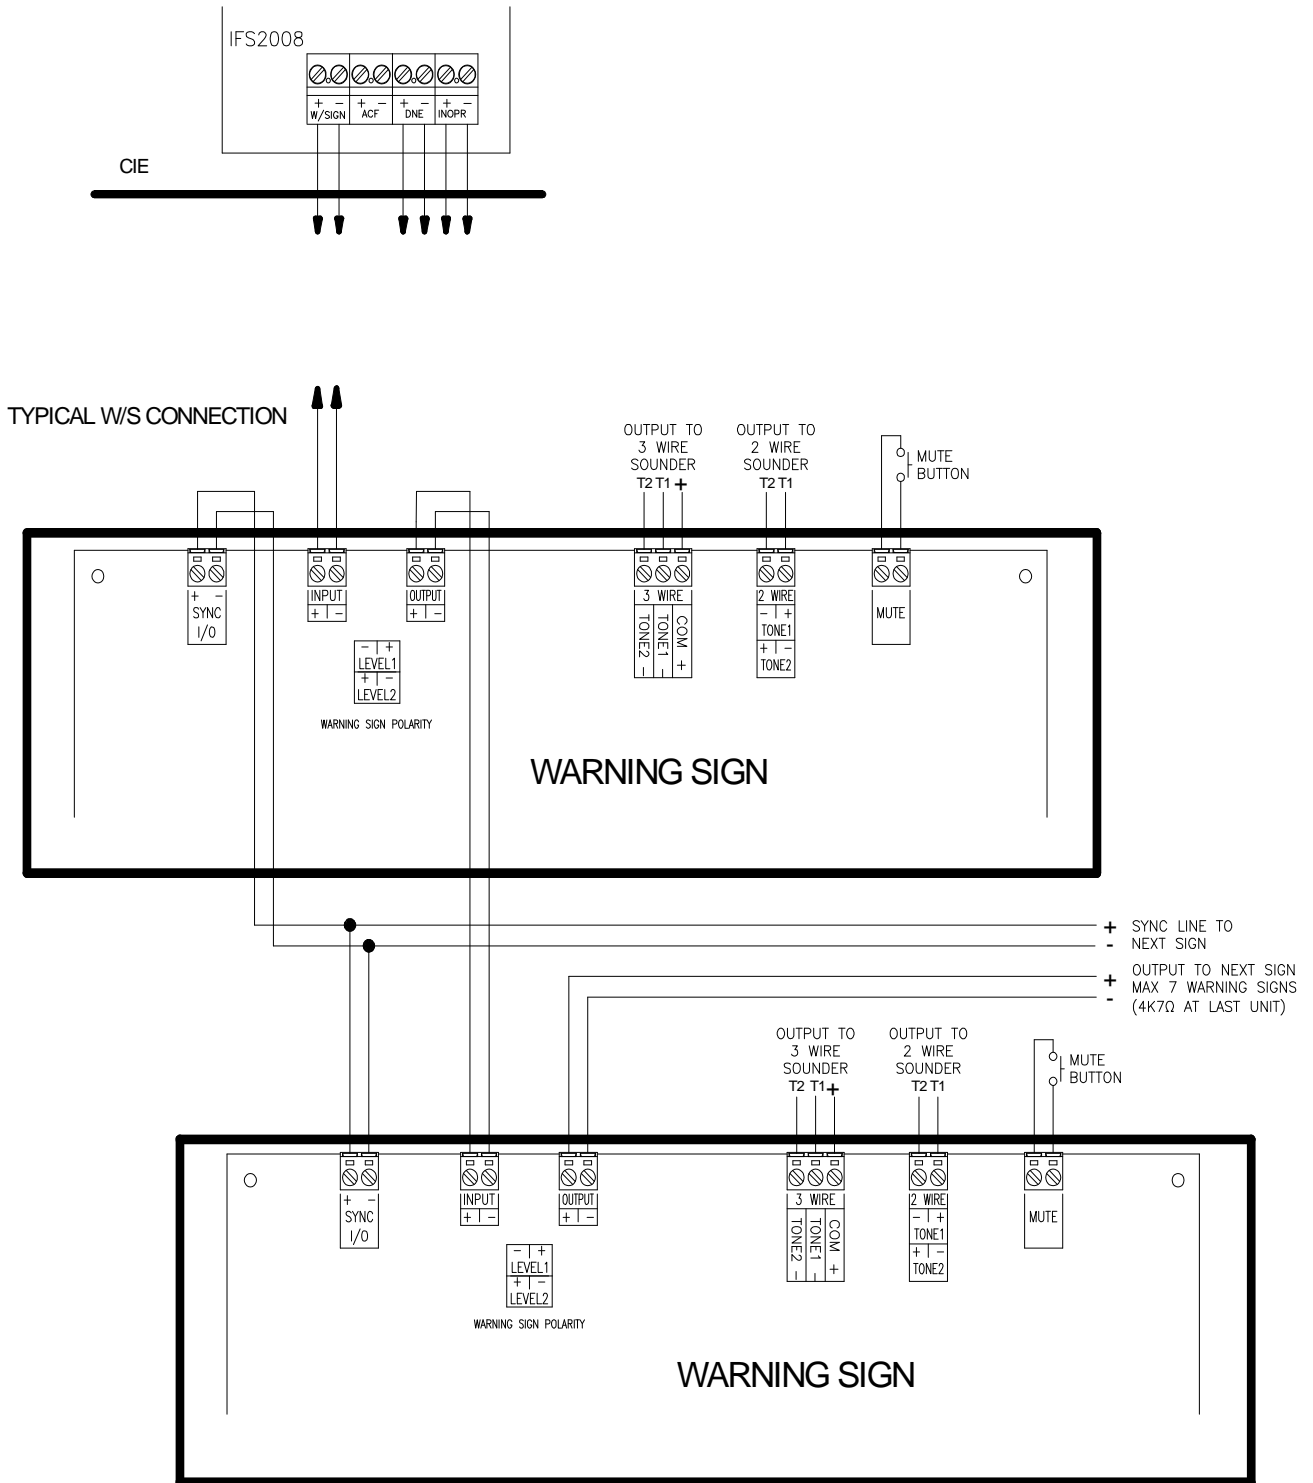 IFS2008
+ − + − + − + −
W/SIGN ACF DNE INOPR
CIE
TYPICAL W/S CONNECTION
OUTPUT TO
3 WIRE
SOUNDER
T2 T1 +
OUTPUT TO
2 WIRE
SOUNDER
T2 T1
MUTE
BUTTON
+ −
SYNC
I/O
INPUT
+ −
OUTPUT
+ −
− +
LEVEL1
+ −
LEVEL2
WARNING SIGN POLARITY
3 WIRE
TONE2 −
TONE1 −
COM +
2 WIRE
− +
TONE1
+ −
TONE2
MUTE
WARNING SIGN
+ SYNC LINE TO
- NEXT SIGN
OUTPUT TO NEXT SIGN
+ MAX 7 WARNING SIGNS
- (4K7Ω AT LAST UNIT)
OUTPUT TO
3 WIRE
SOUNDER
T2 T1 +
OUTPUT TO
2 WIRE
SOUNDER
T2 T1
MUTE
BUTTON
+ −
SYNC
I/O
INPUT
+ −
OUTPUT
+ −
− +
LEVEL1
+ −
LEVEL2
WARNING SIGN POLARITY
3 WIRE
TONE2 −
TONE1 −
COM +
2 WIRE
− +
TONE1
+ −
TONE2
MUTE
WARNING SIGN